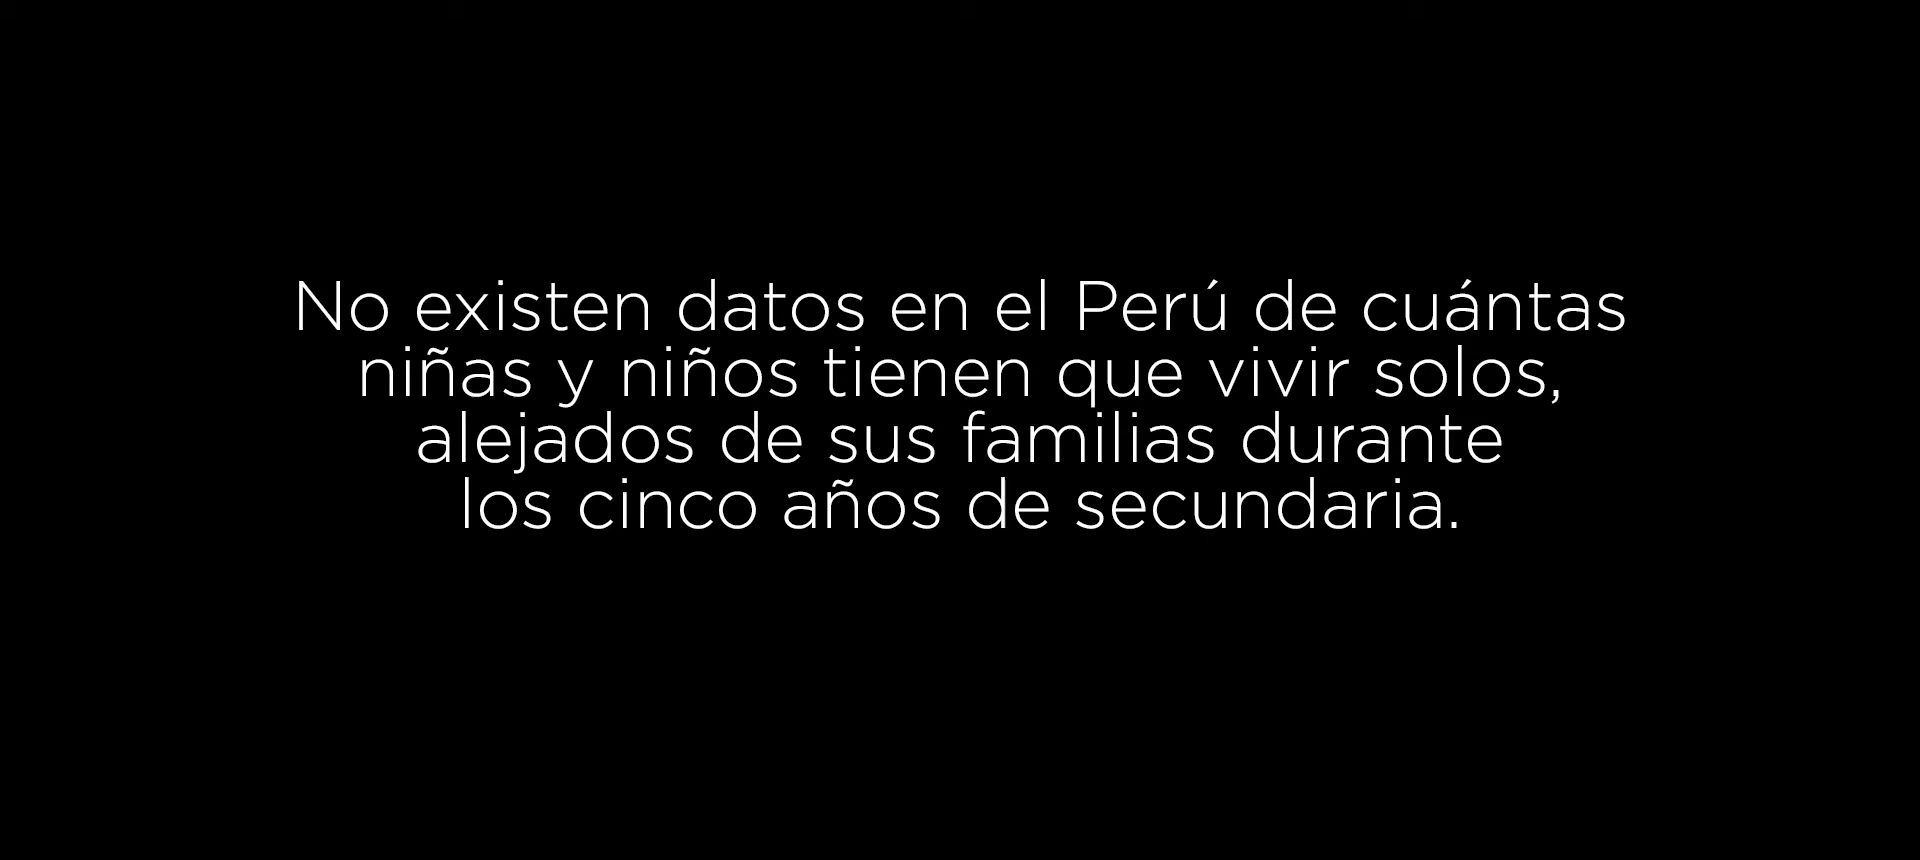 No existen datos en el Perú de cuántas
niñas y niños tienen que vivir solos,
alejados de sus familias durante
los cinco años de secundaria.